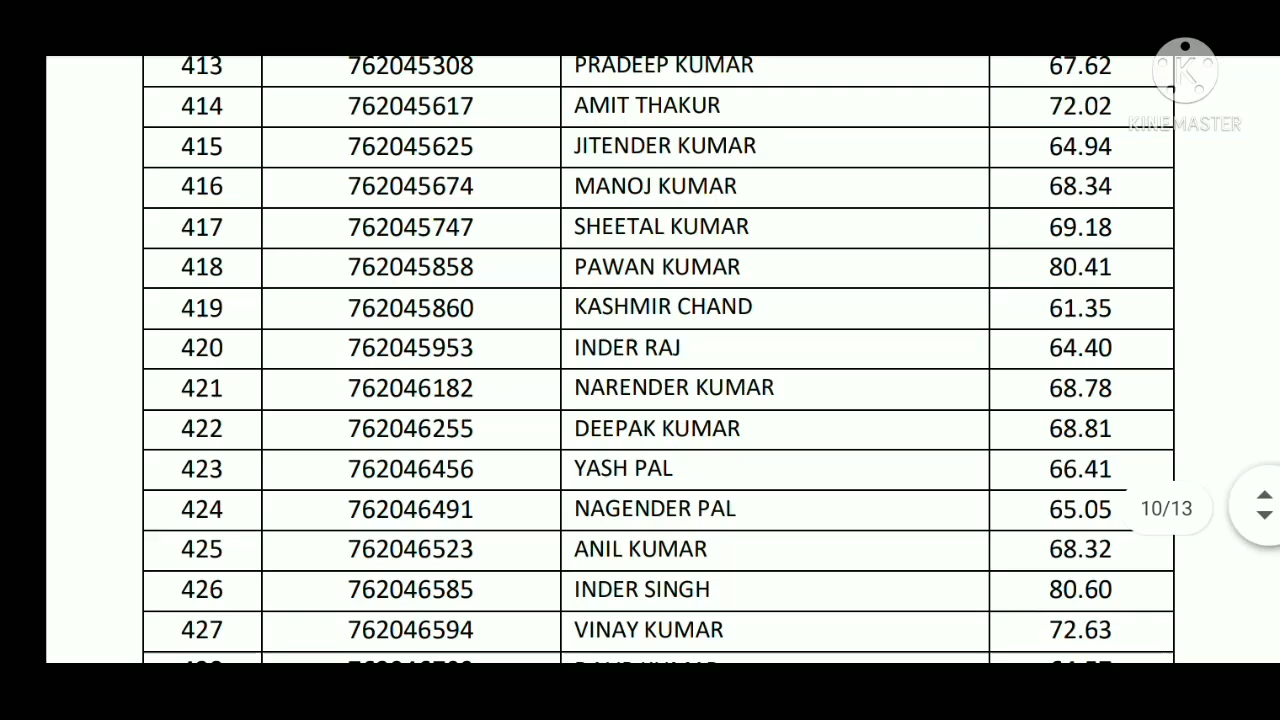 413 762045308 PRADEEP KUMAR 67.62
414 762045617 AMIT THAKUR 72.02
415 762045625 JITENDER KUMAR 64.94
416 762045674 MANOJ KUMAR 68.34
417 762045747 SHEETAL KUMAR 69.18
418 762045858 PAWAN KUMAR 80.41
419 762045860 KASHMIR CHAND 61.35
420 762045953 INDER RAJ 64.40
421 762046182 NARENDER KUMAR 68.78
422 762046255 DEEPAK KUMAR 68.81
423 762046456 YASH PAL 66.41
424 762046491 NAGENDER PAL 65.05
425 762046523 ANIL KUMAR 68.32
426 762046585 INDER SINGH 80.60
427 762046594 VINAY KUMAR 72.63
K
KINEMASTER
10/13